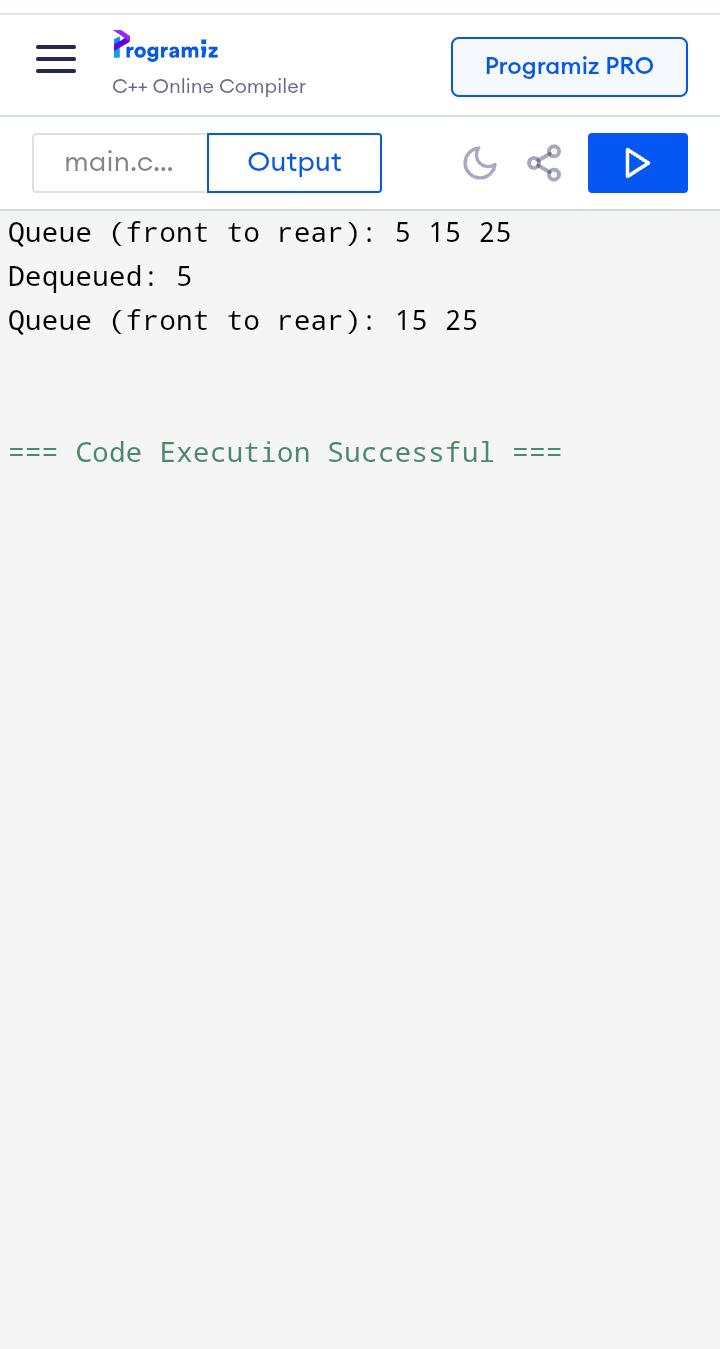 Programiz
C++ Online Compiler
Programiz PRO
main.c...
Output
Queue (front to rear): 5 15 25
Dequeued: 5
Queue (front to rear): 15 25
=== Code Execution Successful ===